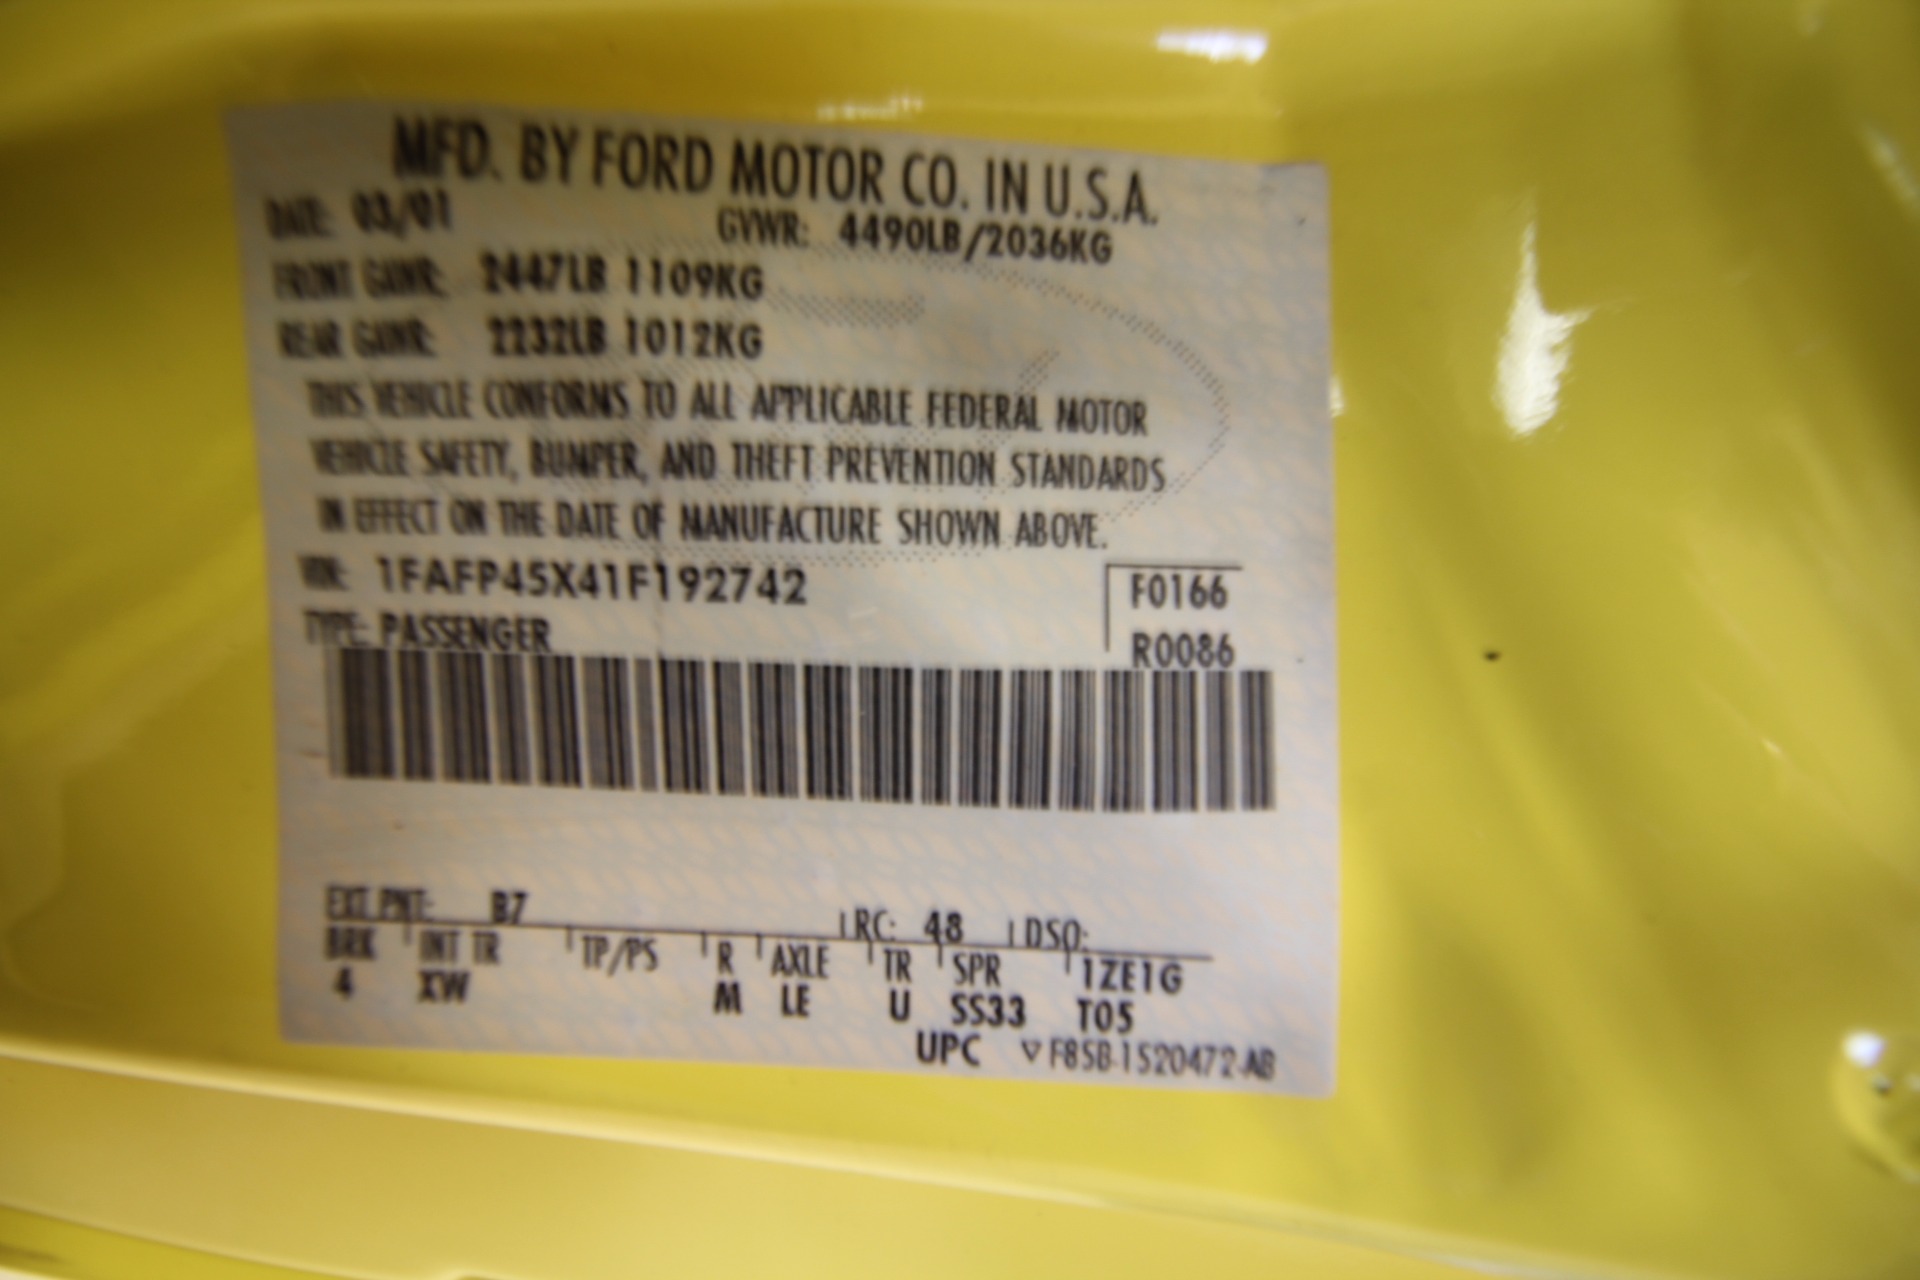 MFD. BY FORD MOTOR CO. IN U.S.A.
DATE: 03/01 GVWR: 4490LB/2036KG
FRONT GAWR: 2447LB 1109KG
REAR GAWR: 2232LB 1012KG
THIS VEHICLE CONFORMS TO ALL APPLICABLE FEDERAL MOTOR
VEHICLE SAFETY, BUMPER, AND THEFT PREVENTION STANDARDS
IN EFFECT ON THE DATE OF MANUFACTURE SHOWN ABOVE.
VIN: 1FAFP45X41F192742 F0166
TYPE: PASSENGER R0086
EXT PNT: B7 RC: 48 DSO:
BRK INT TR TP/PS R AXLE TR SPR 1ZE1G
4 XW M LE U SS33 T05
UPC ▽ F85B-1520472-AB